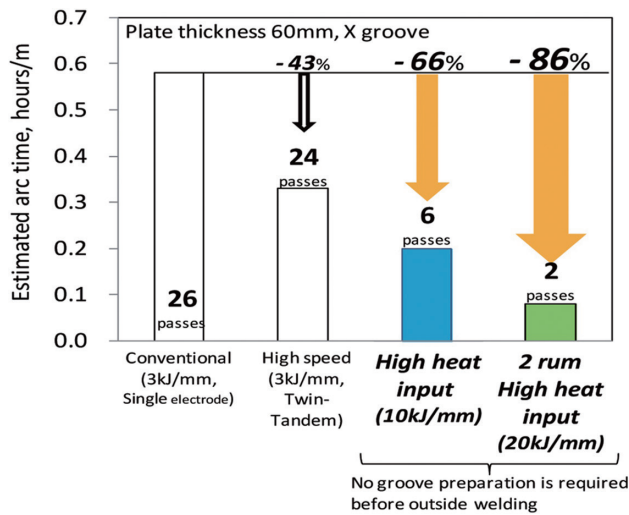 Plate thickness 60mm, X groove
Estimated arc time, hours/m
0.7
0.6
0.5
0.4
0.3
0.2
0.1
0.0
- 43%
- 66%
- 86%
26
passes
24
passes
6
passes
2
passes
Conventional
(3kJ/mm,
Single electrode)
High speed
(3kJ/mm,
Twin-
Tandem)
High heat
input
(10kJ/mm)
2 rum
High heat
input
(20kJ/mm)
No groove preparation is required
before outside welding